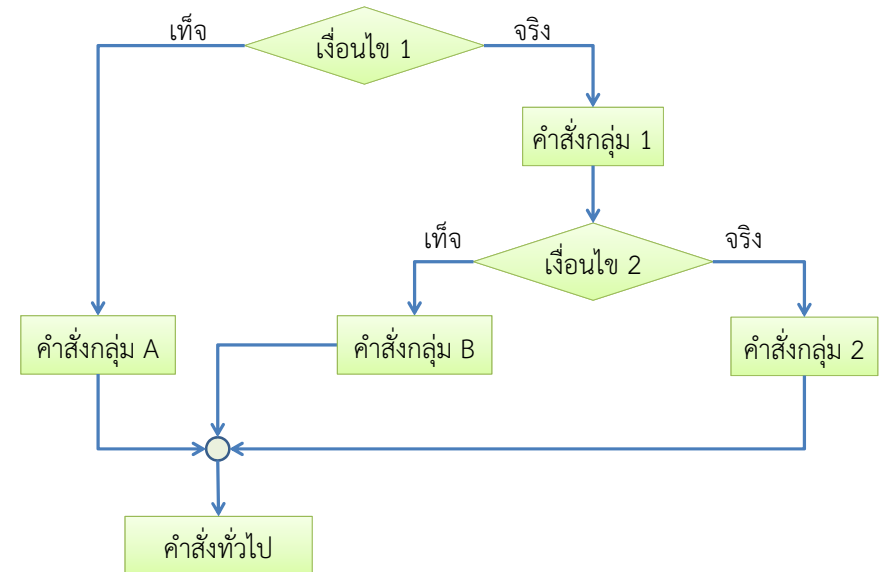 เท็จ
เงื่อนไข 1
จริง
คำสั่งกลุ่ม 1
เท็จ
เงื่อนไข 2
จริง
คำสั่งกลุ่ม A
คำสั่งกลุ่ม B
คำสั่งกลุ่ม 2
คำสั่งทั่วไป